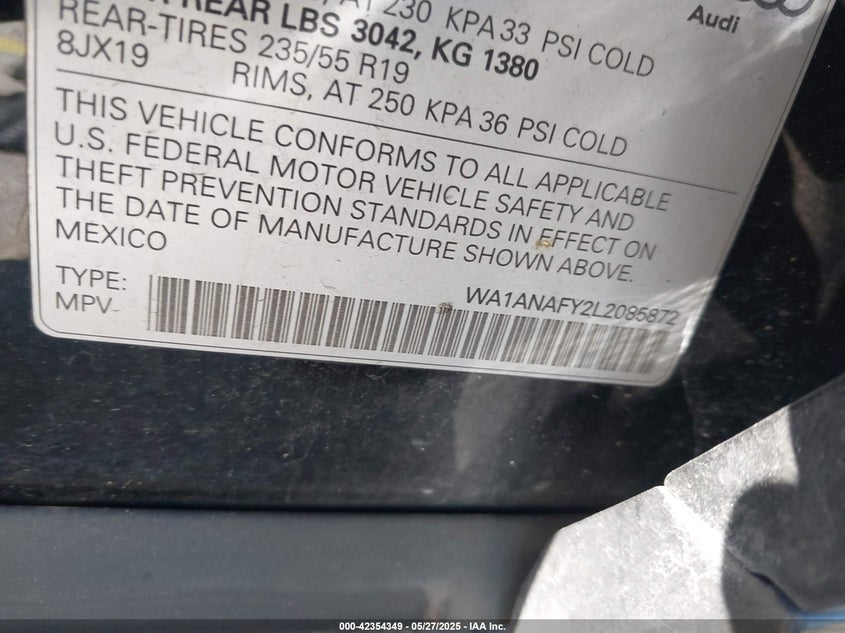 AT 230 KPA 33 PSI COLD
REAR LBS 3042, KG 1380
REAR-TIRES 235/55 R19
8JX19 RIMS, AT 250 KPA 36 PSI COLD
Audi
THIS VEHICLE CONFORMS TO ALL APPLICABLE
U.S. FEDERAL MOTOR VEHICLE SAFETY AND
THEFT PREVENTION STANDARDS IN EFFECT ON
THE DATE OF MANUFACTURE SHOWN ABOVE.
MEXICO
TYPE:
MPV
WA1ANAFY2L2085872
000-42354349 - 05/27/2025 - IAA Inc.